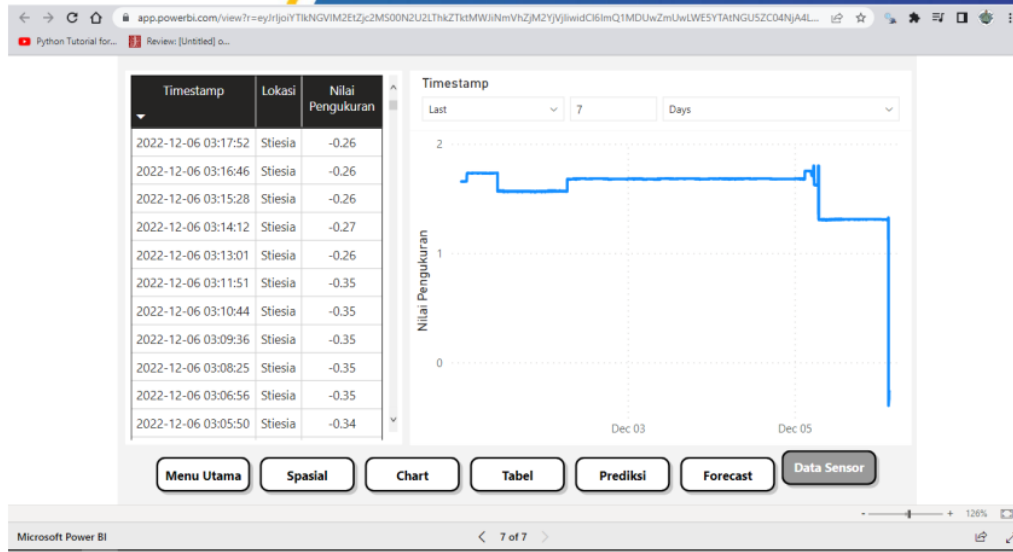 Python Tutorial for...
Review: [Untitled] o...
Timestamp Lokasi Nilai Pengukuran
2022-12-06 03:17:52 Stiesia -0.26
2022-12-06 03:16:46 Stiesia -0.26
2022-12-06 03:15:28 Stiesia -0.26
2022-12-06 03:14:12 Stiesia -0.27
2022-12-06 03:13:01 Stiesia -0.26
2022-12-06 03:11:51 Stiesia -0.35
2022-12-06 03:10:44 Stiesia -0.35
2022-12-06 03:09:36 Stiesia -0.35
2022-12-06 03:08:25 Stiesia -0.35
2022-12-06 03:06:56 Stiesia -0.35
2022-12-06 03:05:50 Stiesia -0.34
Timestamp
Last 7 Days
Nilai Pengukuran
2
1
0
Dec 03 Dec 05
Menu Utama Spasial Chart Tabel Prediksi Forecast Data Sensor
- + 126%
Microsoft Power BI 7 of 7